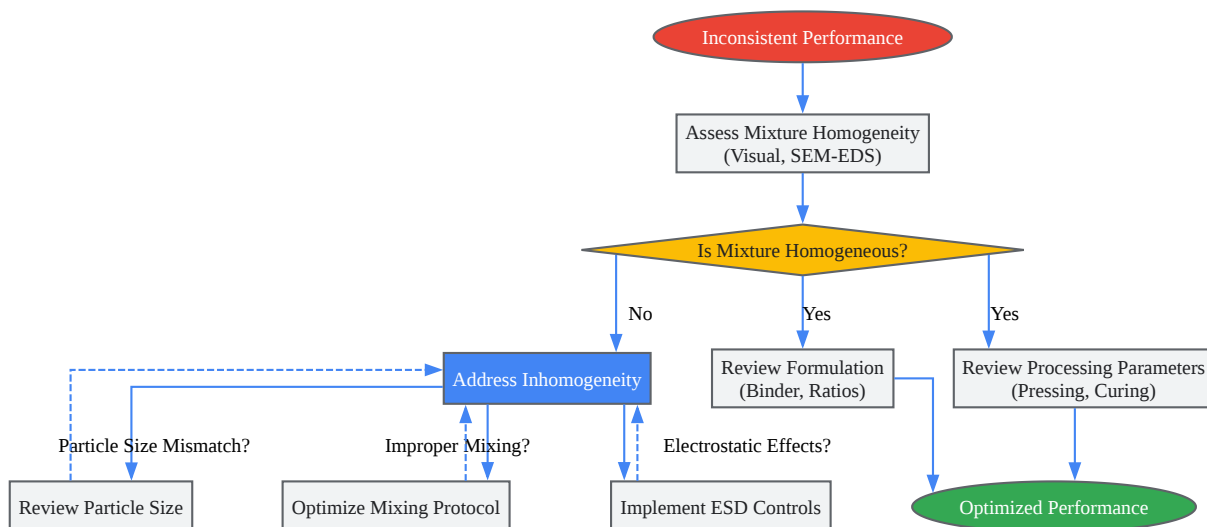 Inconsistent Performance
Assess Mixture Homogeneity
(Visual, SEM-EDS)
Is Mixture Homogeneous?
No
Yes
Yes
Address Inhomogeneity
Review Formulation
(Binder, Ratios)
Review Processing Parameters
(Pressing, Curing)
Particle Size Mismatch?
Improper Mixing?
Electrostatic Effects?
Review Particle Size
Optimize Mixing Protocol
Implement ESD Controls
Optimized Performance